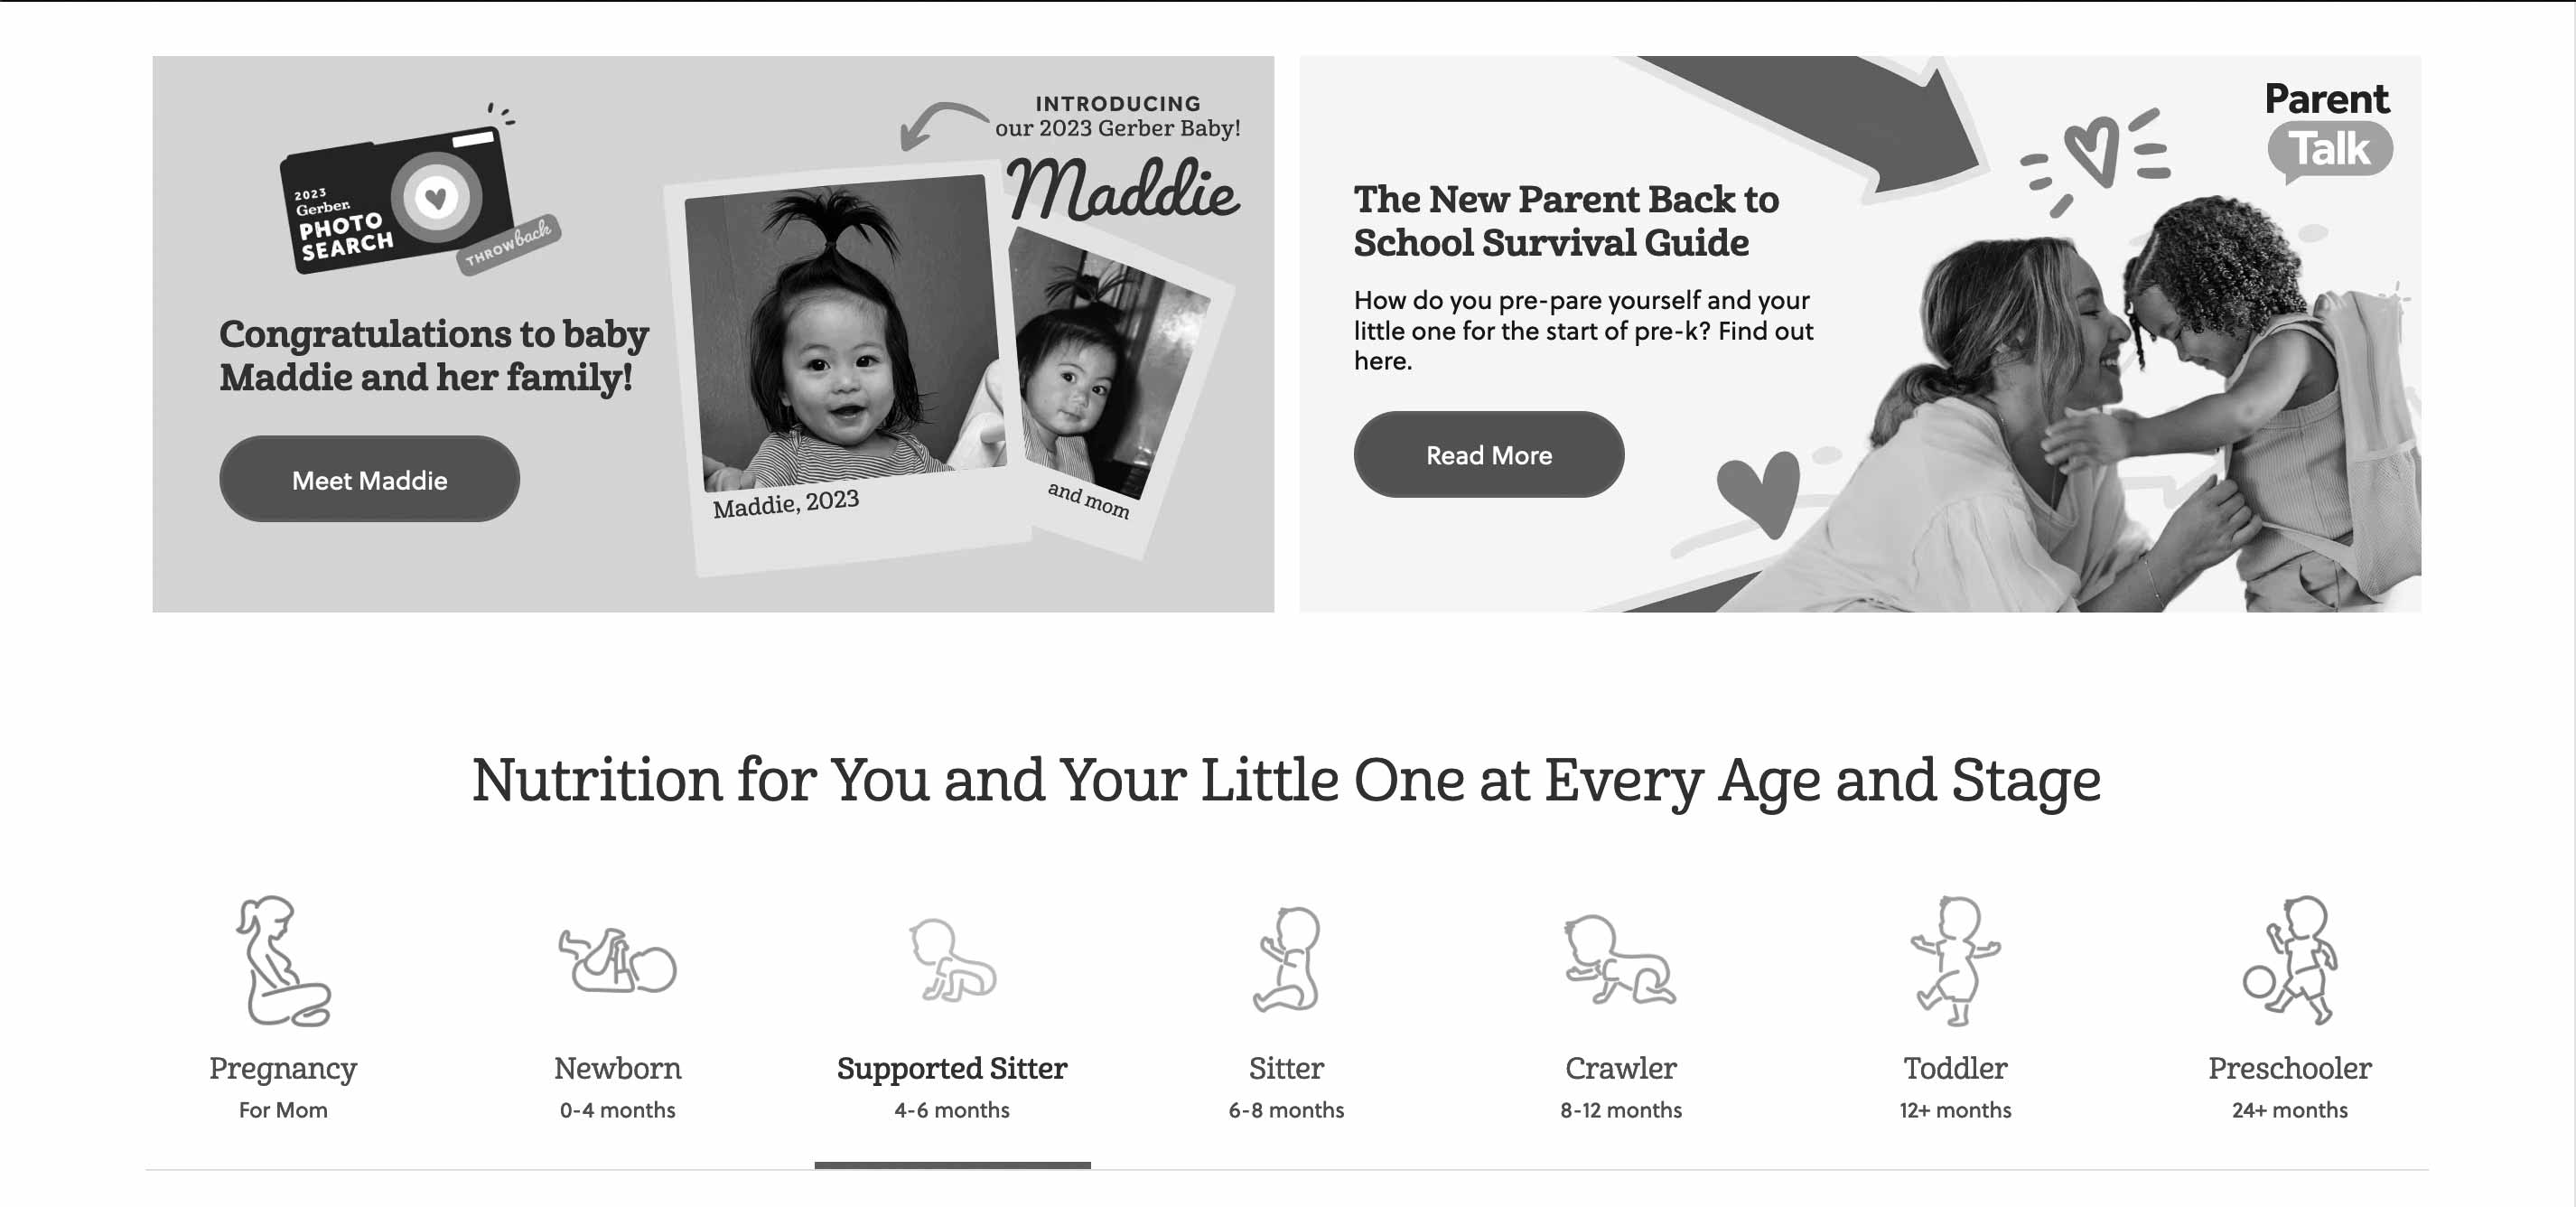 2023
Gerber.
PHOTO
SEARCH
THROWback
Congratulations to baby
Maddie and her family!
Meet Maddie
INTRODUCING
our 2023 Gerber Baby!
Maddie
Maddie, 2023
and mom
Parent
Talk
The New Parent Back to
School Survival Guide
How do you pre-pare yourself and your
little one for the start of pre-k? Find out
here.
Read More
Nutrition for You and Your Little One at Every Age and Stage
Pregnancy
For Mom
Newborn
0-4 months
Supported Sitter
4-6 months
Sitter
6-8 months
Crawler
8-12 months
Toddler
12+ months
Preschooler
24+ months